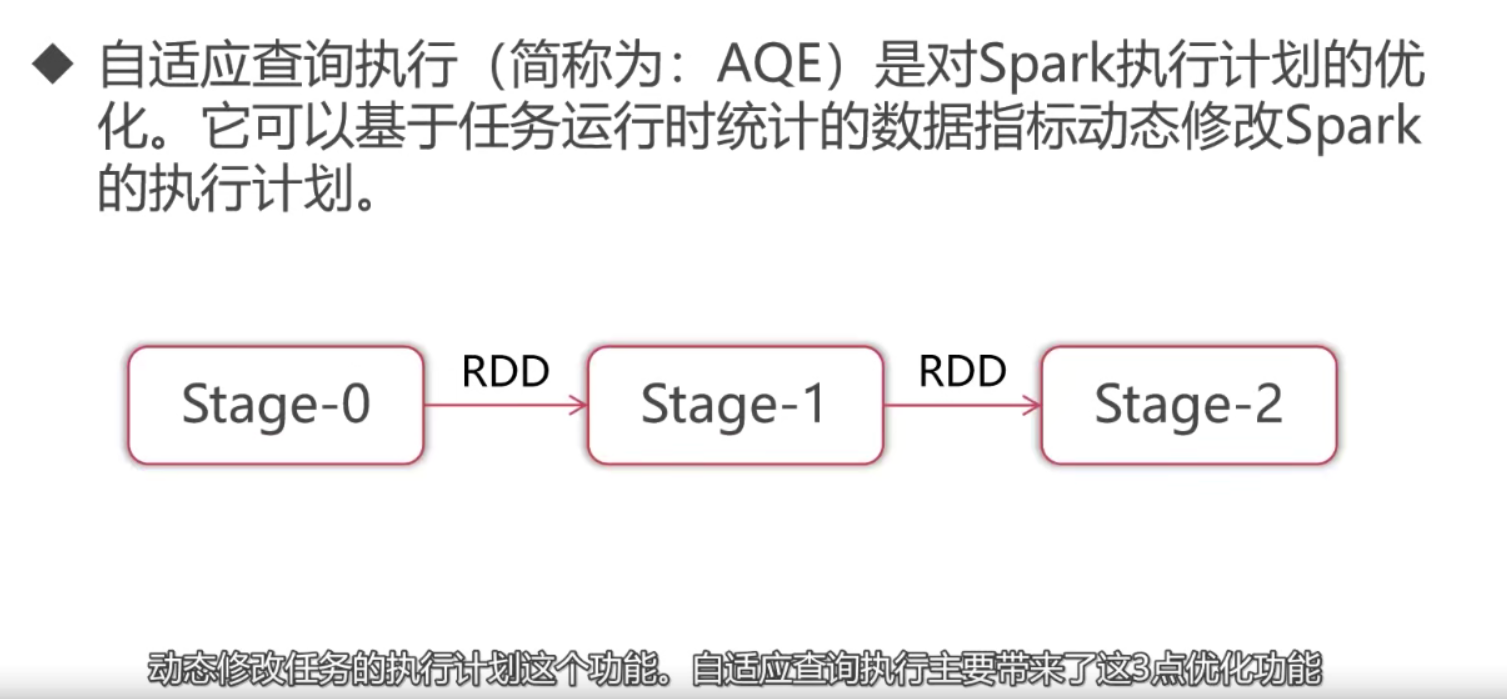 ◆ 自适应查询执行（简称为：AQE）是对Spark执行计划的优
化。它可以基于任务运行时统计的数据指标动态修改Spark
的执行计划。
Stage-0
RDD
Stage-1
RDD
Stage-2
动态修改任务的执行计划这个功能。自适应查询执行主要带来了这3点优化功能